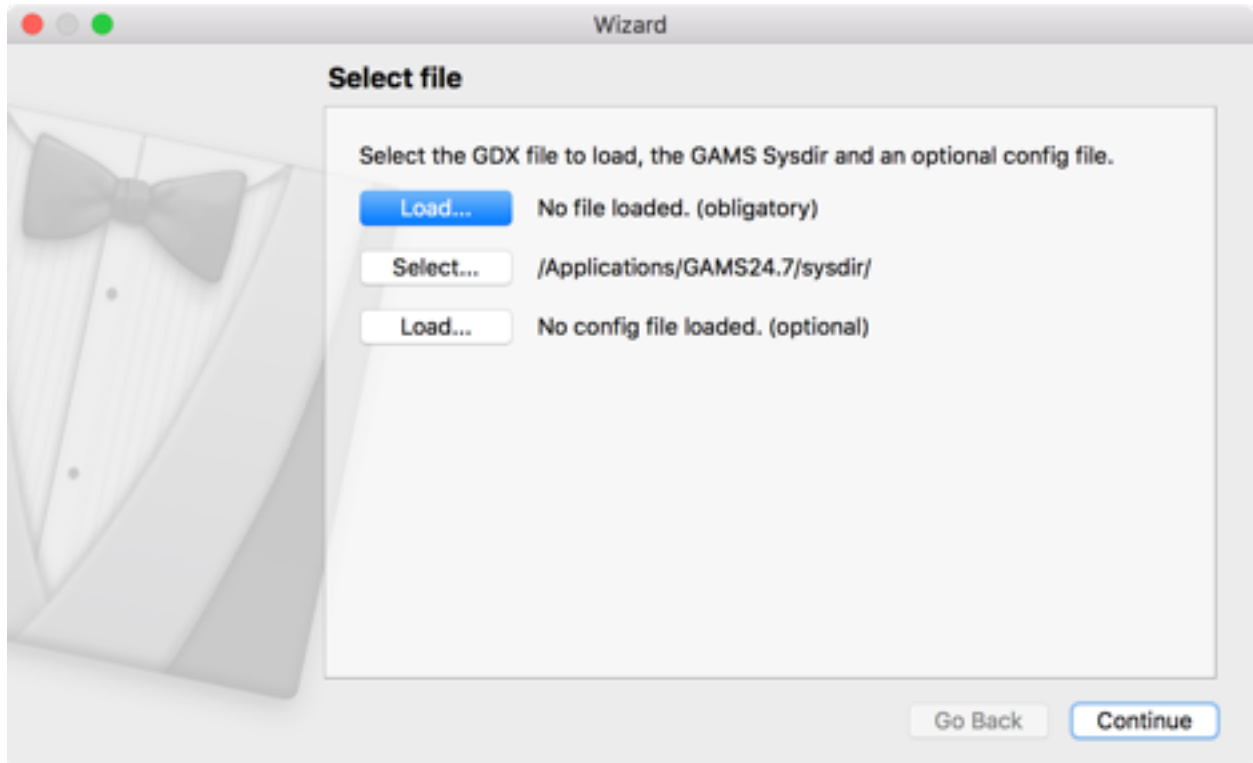 Wizard
Select file
Select the GDX file to load, the GAMS Sysdir and an optional config file.
Load... No file loaded. (obligatory)
Select... /Applications/GAMS24.7/sysdir/
Load... No config file loaded. (optional)
Go Back Continue